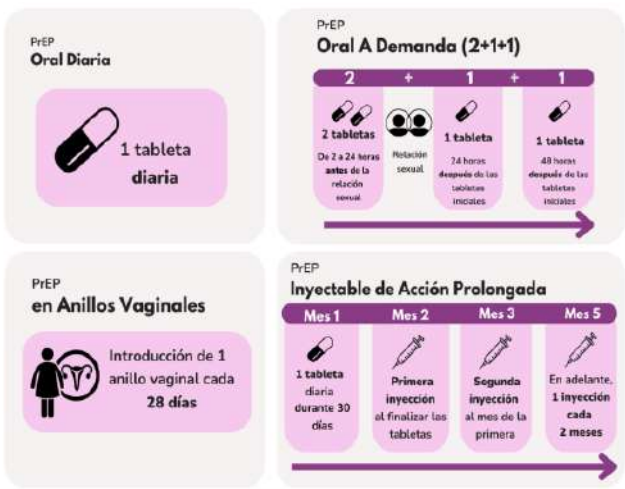 PrEP
Oral Diaria
1 tableta
diaria
PrEP
Oral A Demanda (2+1+1)
2 + 1 + 1
2 tabletas
De 2 a 24 horas
antes de la
relación
sexual
Relación
sexual
1 tableta
24 horas
después de las
tabletas
iniciales
1 tableta
48 horas
después de las
tabletas
iniciales
PrEP
en Anillos Vaginales
Introducción de 1
anillo vaginal cada
28 días
PrEP
Inyectable de Acción Prolongada
Mes 1
Mes 2
Mes 3
Mes 5
1 tableta
diaria
durante 30
días
Primera
inyección
al finalizar las
tabletas
Segunda
inyección
al mes de la
primera
En adelante,
1 inyección
cada
2 meses